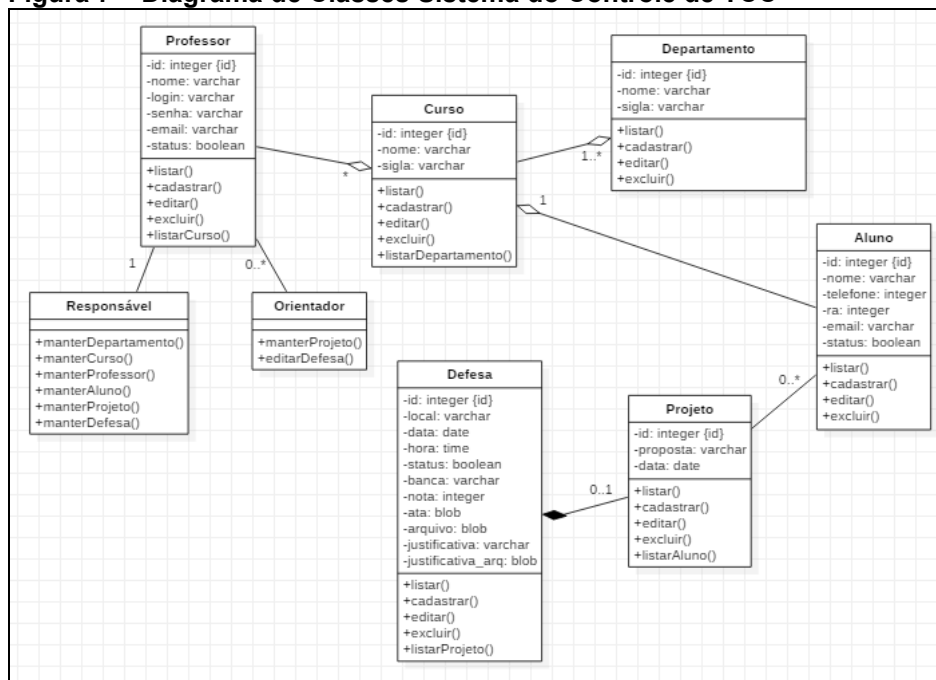 Figura Diagrama de Classes Sistema de Controle de TCC
Professor
-id: integer {id}
-nome: varchar
-login: varchar
-senha: varchar
-email: varchar
-status: boolean
+listar()
+cadastrar()
+editar()
+excluir()
+listarCurso()
Curso
-id: integer {id}
-nome: varchar
-sigla: varchar
+listar()
+cadastrar()
+editar()
+excluir()
+listarDepartamento()
Departamento
-id: integer {id}
-nome: varchar
-sigla: varchar
+listar()
+cadastrar()
+editar()
+excluir()
*
1..*
1
Aluno
-id: integer {id}
-nome: varchar
-telefone: integer
-ra: integer
-email: varchar
-status: boolean
+listar()
+cadastrar()
+editar()
+excluir()
1
0..*
Responsável
+manterDepartamento()
+manterCurso()
+manterProfessor()
+manterAluno()
+manterProjeto()
+manterDefesa()
Orientador
+manterProjeto()
+editarDefesa()
Defesa
-id: integer {id}
-local: varchar
-data: date
-hora: time
-status: boolean
-banca: varchar
-nota: integer
-ata: blob
-arquivo: blob
-justificativa: varchar
-justificativa_arq: blob
+listar()
+cadastrar()
+editar()
+excluir()
+listarProjeto()
0..1
0..*
Projeto
-id: integer {id}
-proposta: varchar
-data: date
+listar()
+cadastrar()
+editar()
+excluir()
+listarAluno()